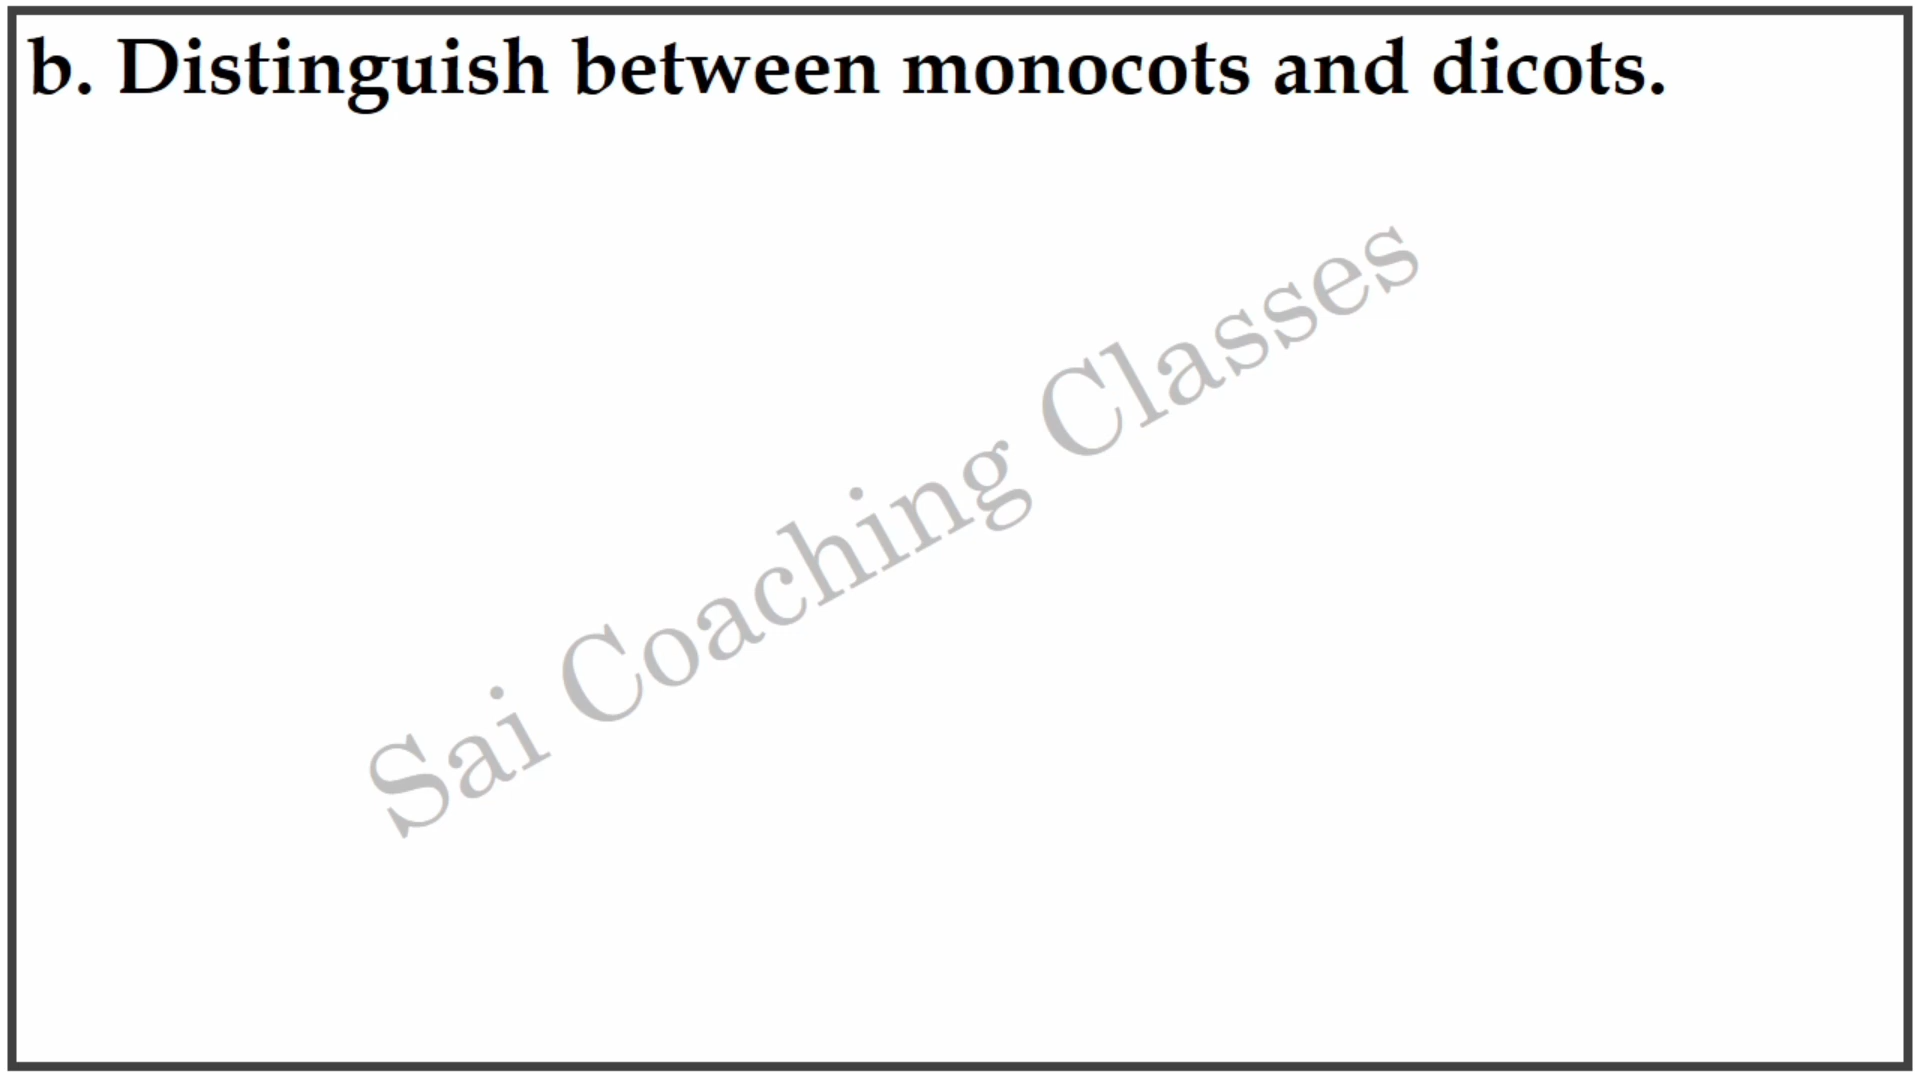 b. Distinguish between monocots and dicots.
Sai Coaching Classes